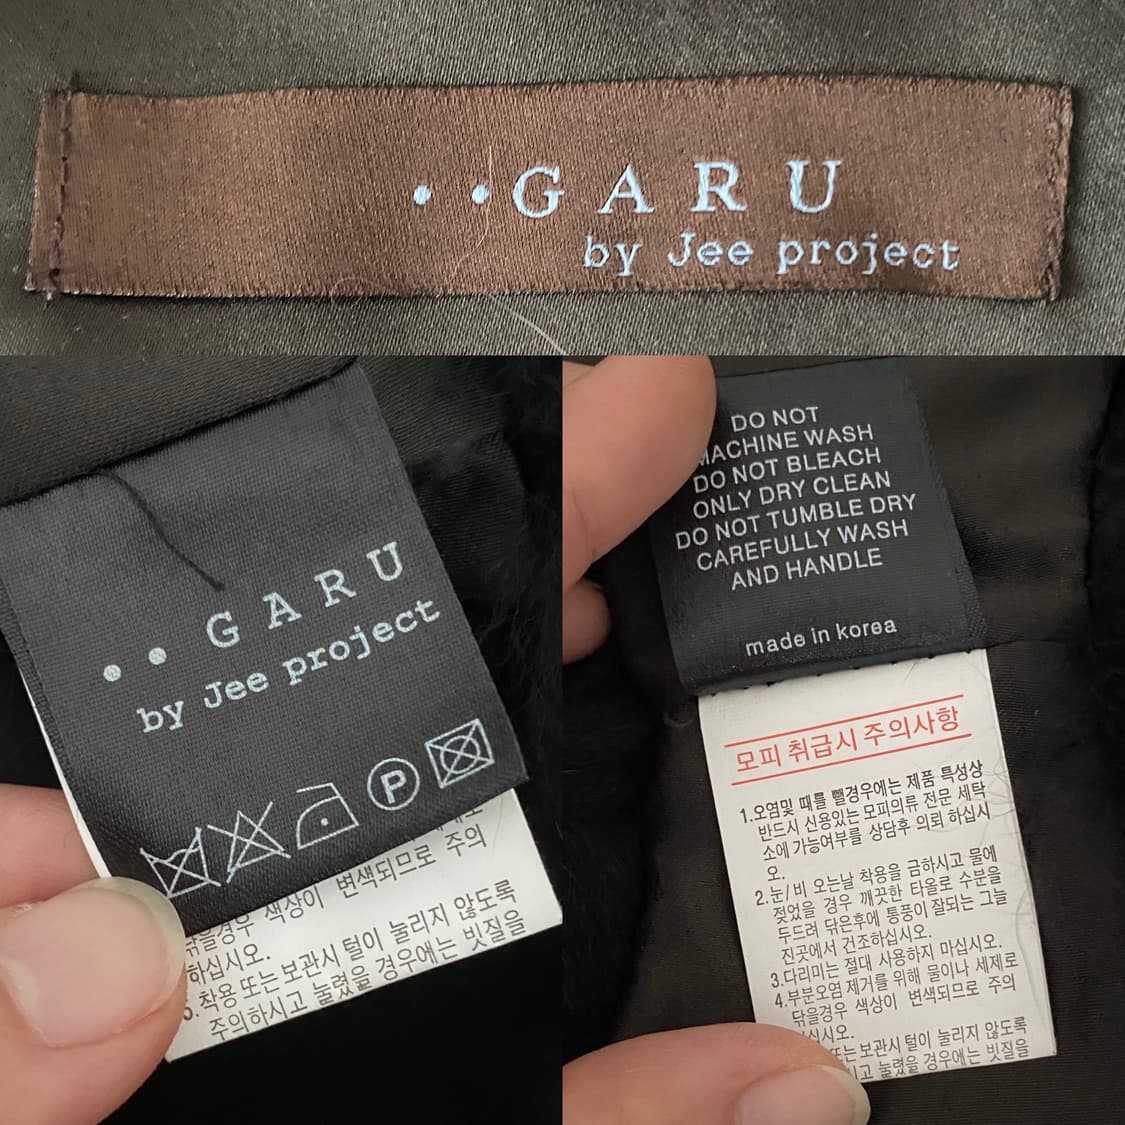 ••GARU
by Jee project
•• GARU
by Jee project
P
하십시오.
착용또는보관시 털이 눌리지 않도록
주의하시고 눌렸을 경우에는 빗질을
DO NOT
MACHINE WASH
DO NOT BLEACH
ONLY DRY CLEAN
DO NOT TUMBLE DRY
CAREFULLY WASH
AND HANDLE
made in korea
모피 취급시 주의사항
1.오염및 때를 뺄경우에는 제품 특성상
반드시 신용있는 모피의류 전문 세탁
소에 가능여부를 상담후 의뢰 하십시
오.
2.눈/비 오는날 착용을 금하시고 물에
젖었을 경우 깨끗한 타올로 수분을
두드려 닦은후에 통풍이 잘되는 그늘
진곳에서 건조하십시오.
3.다리미는 절대 사용하지 마십시오.
4.부분오염 제거를 위해 물이나 세제로
닦을경우 색상이 변색되므로 주의
하십시오.
또는보관시 털이 눌리지 않도록
눌렸을 경우에는 빗질을